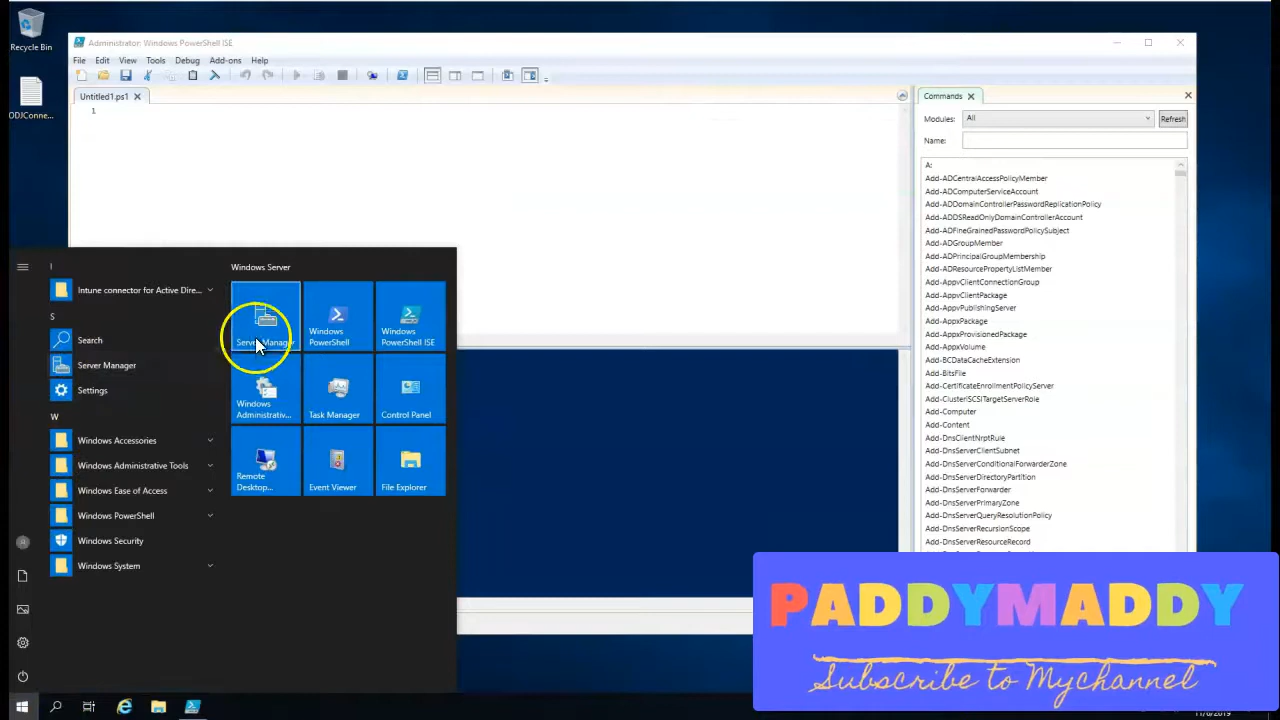 Recycle Bin
ODJConne...
Administrator: Windows PowerShell ISE
File Edit View Tools Debug Add-ons Help
Untitled1.ps1
1
Commands
Modules: All Refresh
Name:
A:
Add-ADCentralAccessPolicyMember
Add-ADComputerServiceAccount
Add-ADDomainControllerPasswordReplicationPolicy
Add-ADDSReadOnlyDomainControllerAccount
Add-ADFineGrainedPasswordPolicySubject
Add-ADGroupMember
Add-ADPrincipalGroupMembership
Add-ADResourcePropertyListMember
Add-AppvClientConnectionGroup
Add-AppvClientPackage
Add-AppvPublishingServer
Add-AppxPackage
Add-AppxProvisionedPackage
Add-AppxVolume
Add-BCDataCacheExtension
Add-BitsFile
Add-CertificateEnrollmentPolicyServer
Add-ClusteriSCSITargetServerRole
Add-Computer
Add-Content
Add-DnsClientNrptRule
Add-DnsServerClientSubnet
Add-DnsServerConditionalForwarderZone
Add-DnsServerDirectoryPartition
Add-DnsServerForwarder
Add-DnsServerPrimaryZone
Add-DnsServerQueryResolutionPolicy
Add-DnsServerRecursionScope
Add-DnsServerResourceRecord
I
Intune connector for Active Dire...
S
Search
Server Manager
Settings
W
Windows Accessories
Windows Administrative Tools
Windows Ease of Access
Windows PowerShell
Windows Security
Windows System
Windows Server
Server Manager
Windows
PowerShell
Windows
PowerShell ISE
Windows
Administrativ...
Task Manager
Control Panel
Remote
Desktop...
Event Viewer
File Explorer
PADDYMADDY
Subscribe to Mychannel